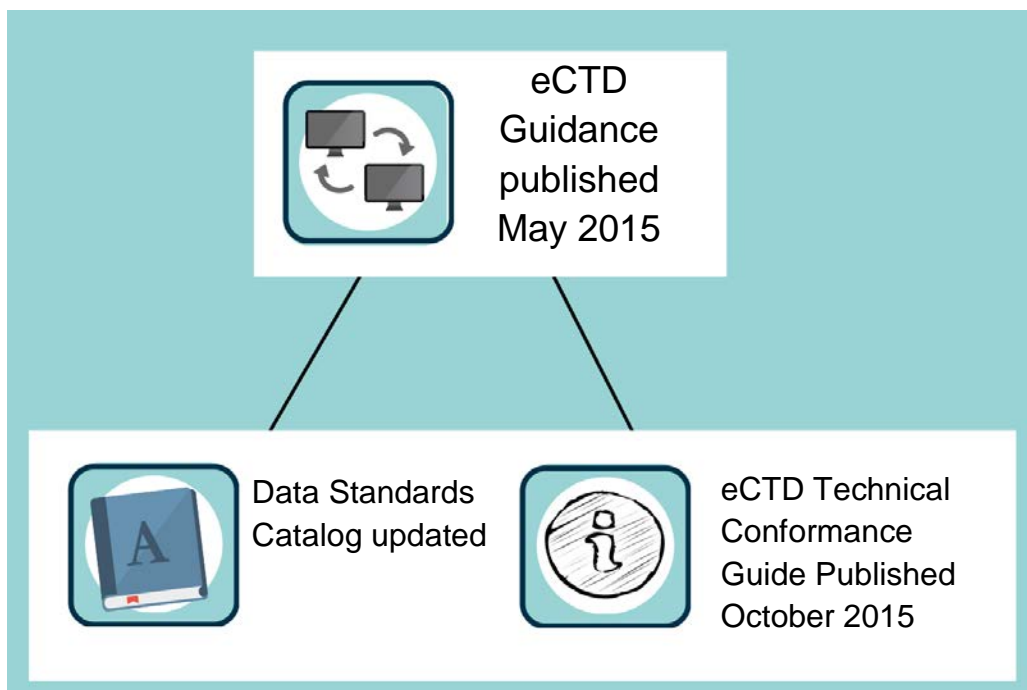 eCTD
Guidance
published
May 2015
A
Data Standards
Catalog updated
i
eCTD Technical
Conformance
Guide Published
October 2015